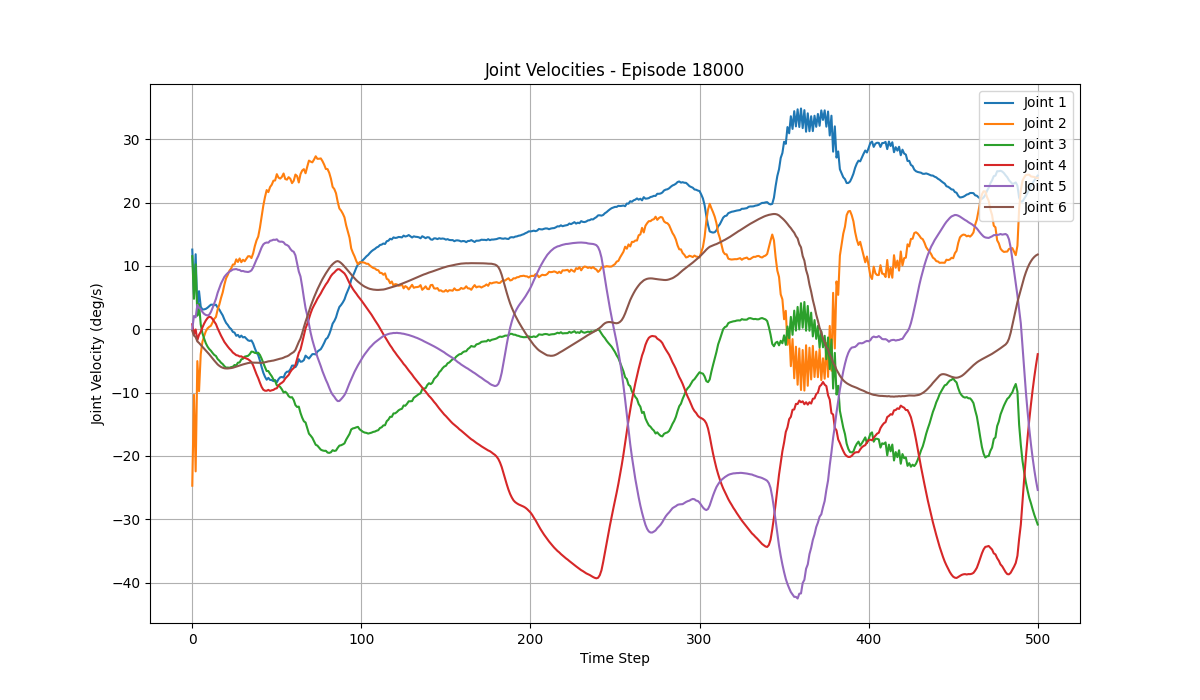 Joint Velocities - Episode 18000
Joint Velocity (deg/s)
30
20
10
0
−10
−20
−30
−40
0
100
200
300
400
500
Time Step
Joint 1
Joint 2
Joint 3
Joint 4
Joint 5
Joint 6